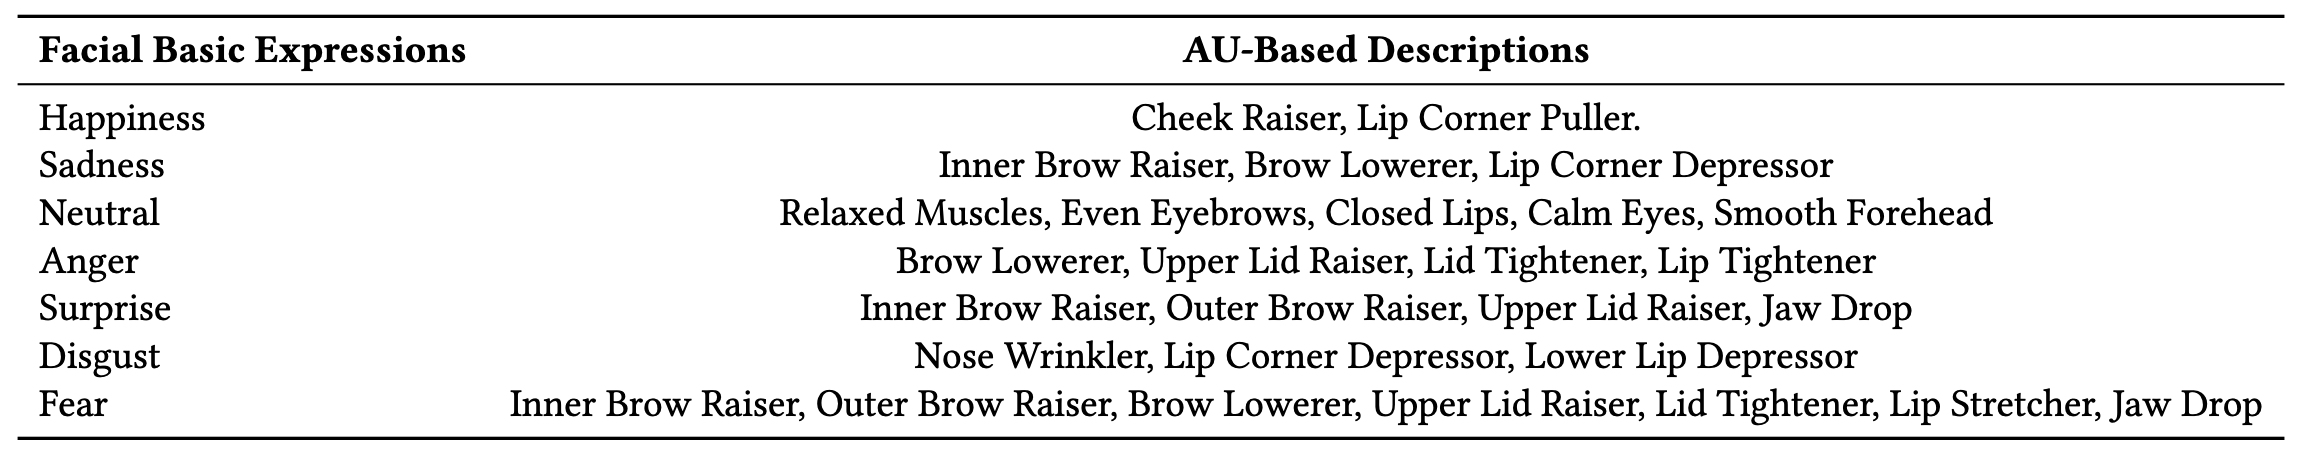 Facial Basic Expressions AU-Based Descriptions
Happiness Cheek Raiser, Lip Corner Puller.
Sadness Inner Brow Raiser, Brow Lowerer, Lip Corner Depressor
Neutral Relaxed Muscles, Even Eyebrows, Closed Lips, Calm Eyes, Smooth Forehead
Anger Brow Lowerer, Upper Lid Raiser, Lid Tightener, Lip Tightener
Surprise Inner Brow Raiser, Outer Brow Raiser, Upper Lid Raiser, Jaw Drop
Disgust Nose Wrinkler, Lip Corner Depressor, Lower Lip Depressor
Fear Inner Brow Raiser, Outer Brow Raiser, Brow Lowerer, Upper Lid Raiser, Lid Tightener, Lip Stretcher, Jaw Drop